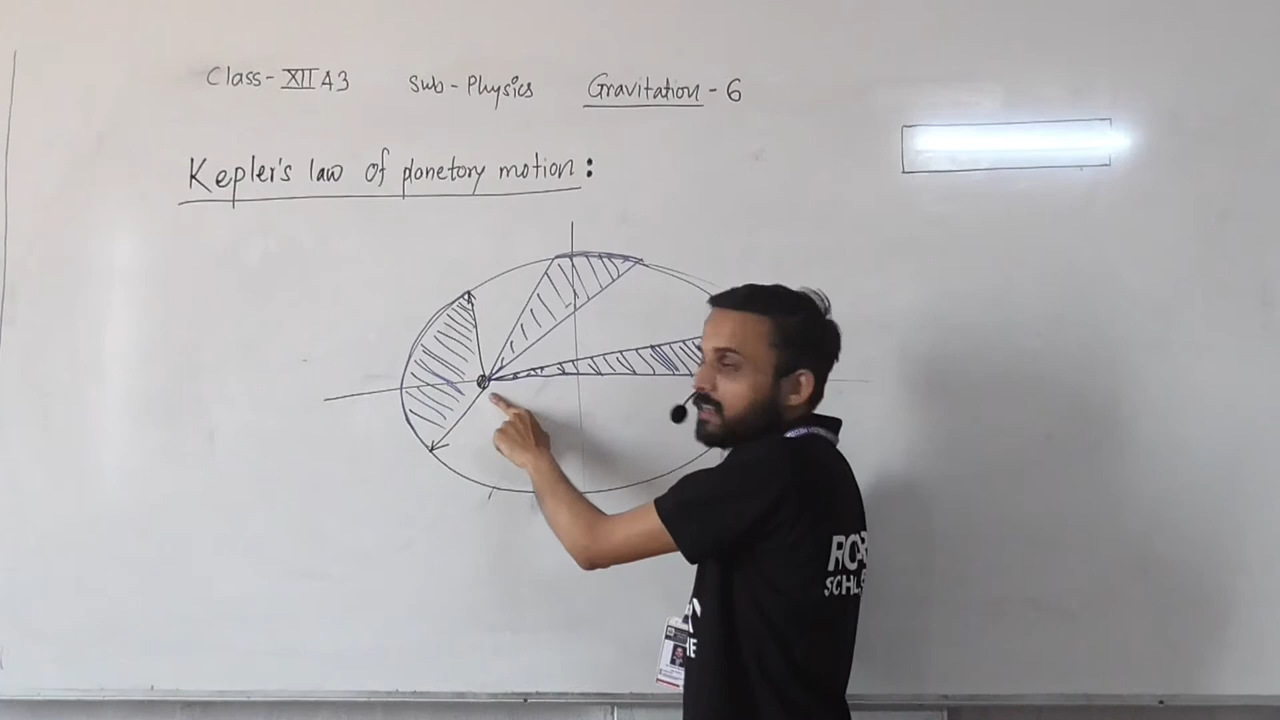 Class - XII A3 Sub - Physics Gravitation - 6
Kepler's law of planetory motion :